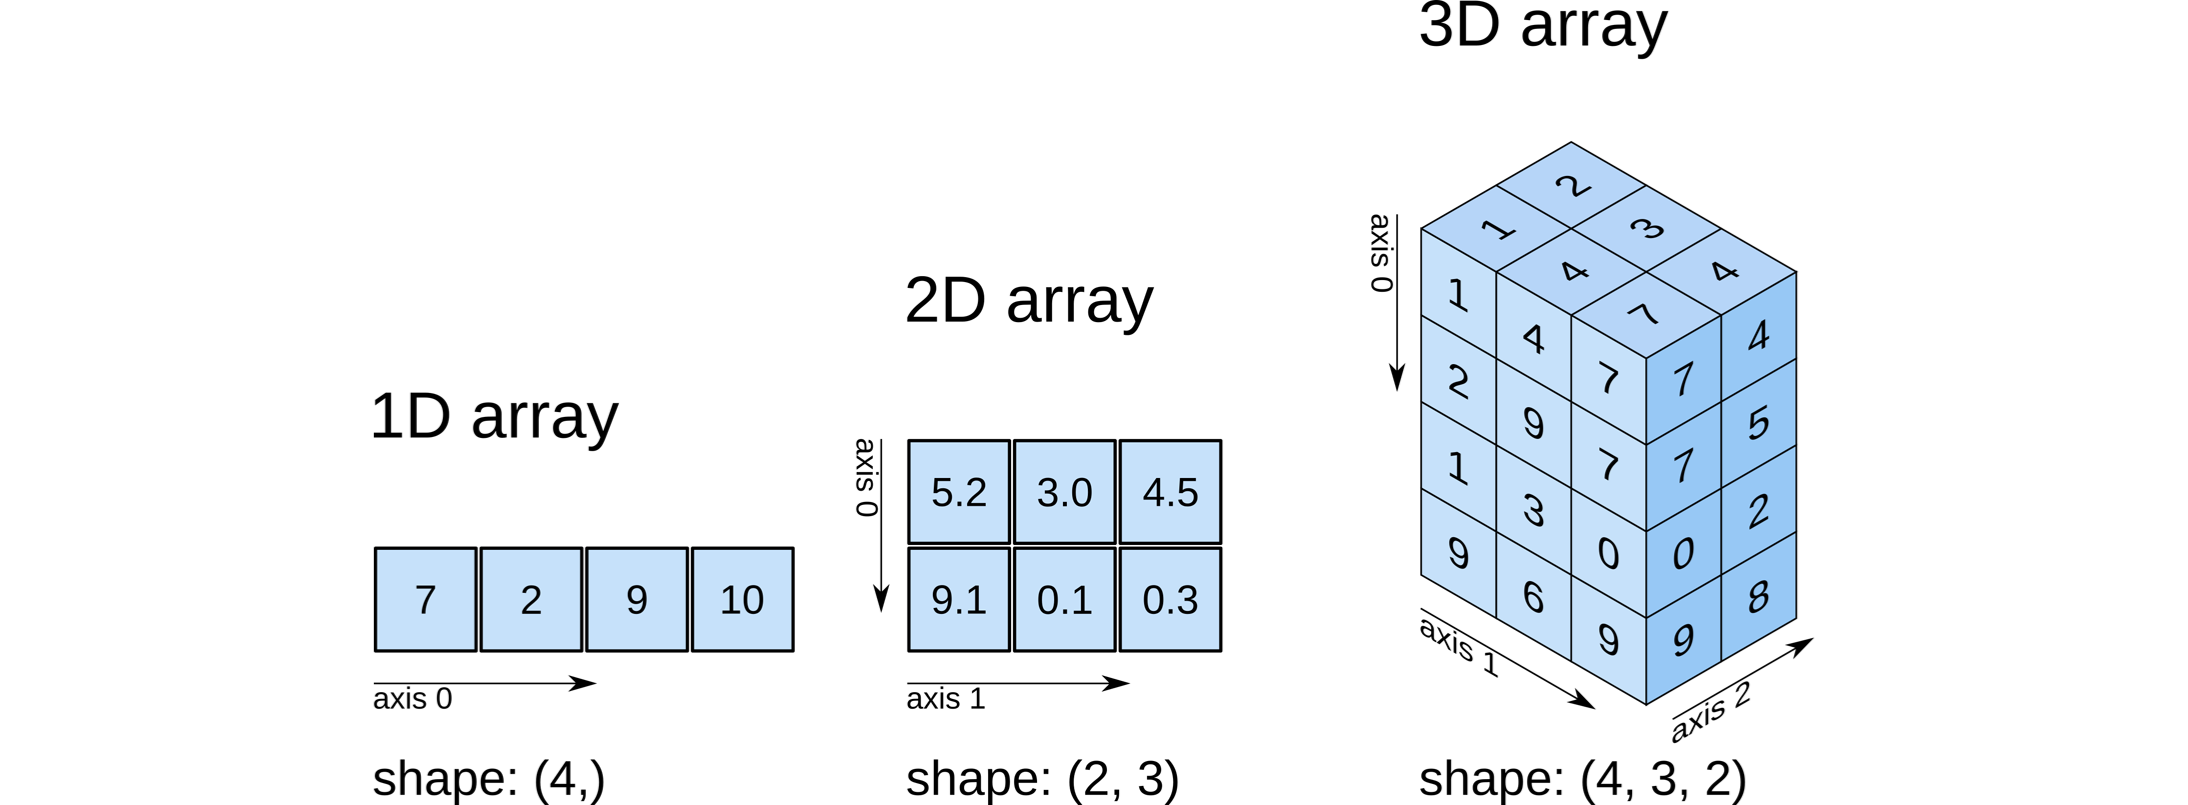 1D array
7 2 9 10
axis 0
shape: (4,)
2D array
axis 0
5.2 3.0 4.5
9.1 0.1 0.3
axis 1
shape: (2, 3)
3D array
axis 0
2
1 3
4 4
7
1 4 7 7 4
2 9 7 7 5
1 3 0 0 2
9 6 9 9 8
axis 1
axis 2
shape: (4, 3, 2)